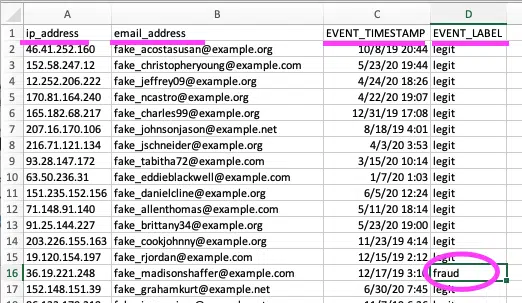 A B C D
1 ip_address email_address EVENT_TIMESTAMP EVENT_LABEL
2 46.41.252.160 fake_acostasusan@example.org 10/8/19 20:44 legit
3 152.58.247.12 fake_christopheryoung@example.com 5/23/20 19:44 legit
4 12.252.206.222 fake_jeffrey09@example.org 4/24/20 18:26 legit
5 170.81.164.240 fake_ncastro@example.org 4/22/20 19:07 legit
6 165.182.68.217 fake_charles99@example.org 12/31/19 17:08 legit
7 207.16.170.106 fake_johnsonjason@example.net 8/18/19 4:01 legit
8 216.71.121.134 fake_jschneider@example.org 4/3/20 3:53 legit
9 93.28.147.172 fake_tabitha72@example.com 3/15/20 10:14 legit
10 63.50.236.31 fake_eddieblackwell@example.com 1/7/20 1:03 legit
11 151.235.152.156 fake_danielcline@example.org 6/5/20 12:24 legit
12 71.148.91.140 fake_allenthomas@example.com 5/11/20 18:14 legit
13 91.25.144.227 fake_brittany34@example.org 5/23/20 19:00 legit
14 203.226.155.163 fake_cookjohnny@example.org 11/23/19 4:14 legit
15 19.120.154.197 fake_rjordan@example.com 12/15/19 2:12 legit
16 36.19.221.248 fake_madisonshaffer@example.com 12/17/19 fraud
17 152.148.151.39 fake_grahamkurt@example.net 6/30/20 7:45 legit